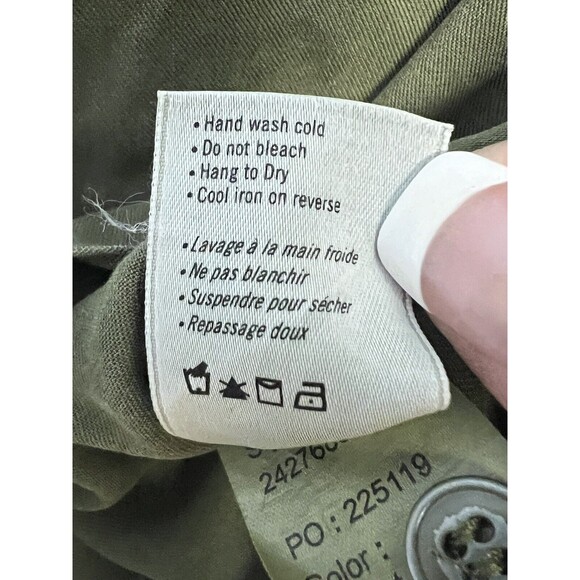 • Hand wash cold
• Do not bleach
• Hang to Dry
• Cool iron on reverse
• Lavage à la main froide
• Ne pas blanchir
• Suspendre pour sécher
• Repassage doux
PO : 225119
Color :